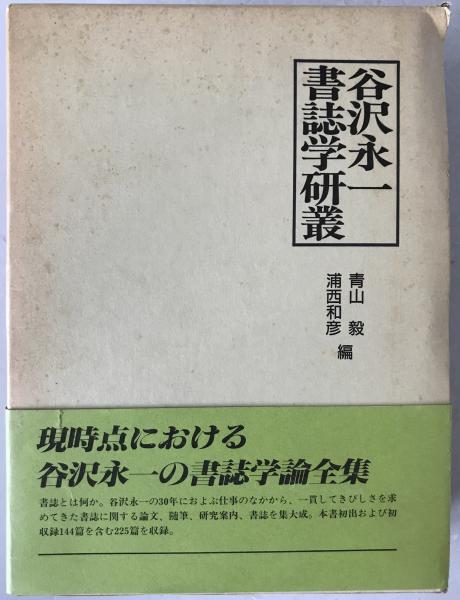 谷沢永一
書誌学研叢
青山 毅
浦西和彦
編
現時点における
谷沢永一の書誌学論全集
書誌とは何か。谷沢永一の30年におよぶ仕事のなかから、一貫してきびしさを求
めてきた書誌に関する論文、随筆、研究案内、書誌を集大成。本書初出および初
収録144篇を含む225篇を収録。